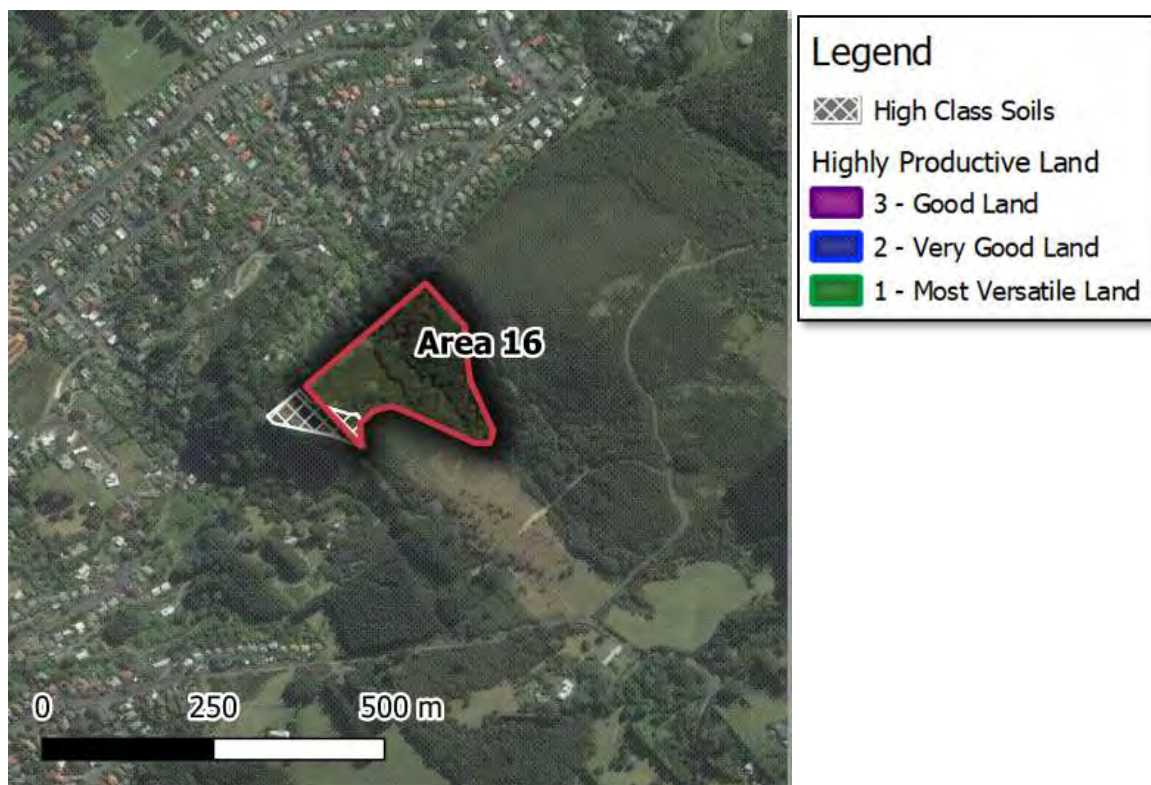 Area 16
0 250 500 m
Legend
High Class Soils
Highly Productive Land
3 - Good Land
2 - Very Good Land
1 - Most Versatile Land